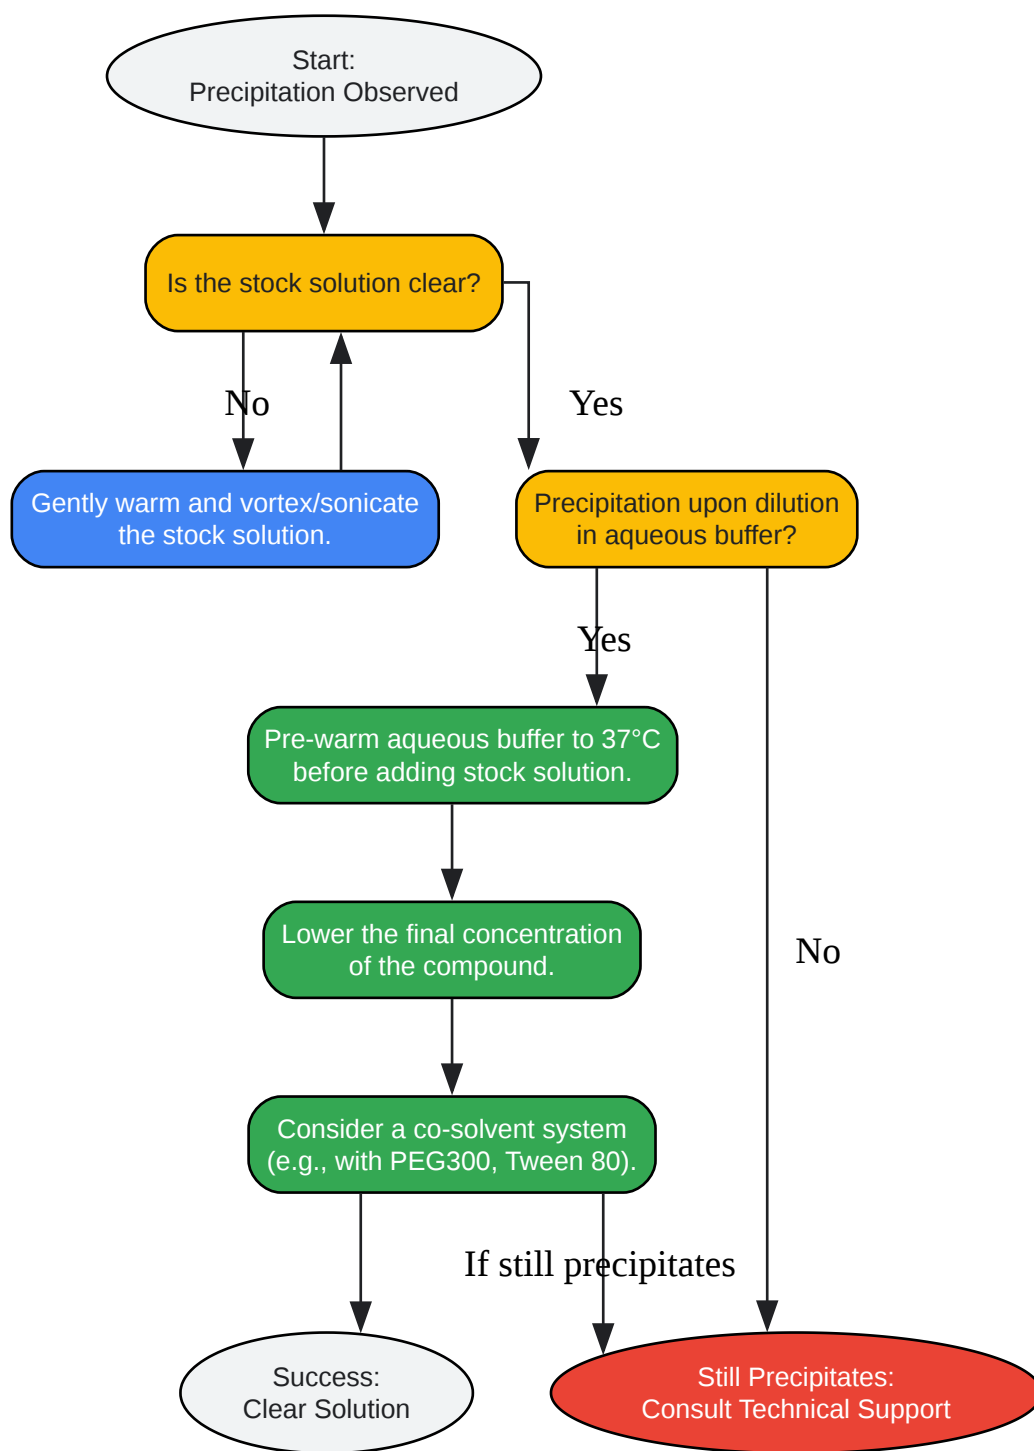 Start:
Precipitation Observed
Is the stock solution clear?
No
Yes
Gently warm and vortex/sonicate
the stock solution.
Precipitation upon dilution
in aqueous buffer?
Yes
Pre-warm aqueous buffer to 37°C
before adding stock solution.
Lower the final concentration
of the compound.
No
Consider a co-solvent system
(e.g., with PEG300, Tween 80).
If still precipitates
Success:
Clear Solution
Still Precipitates:
Consult Technical Support